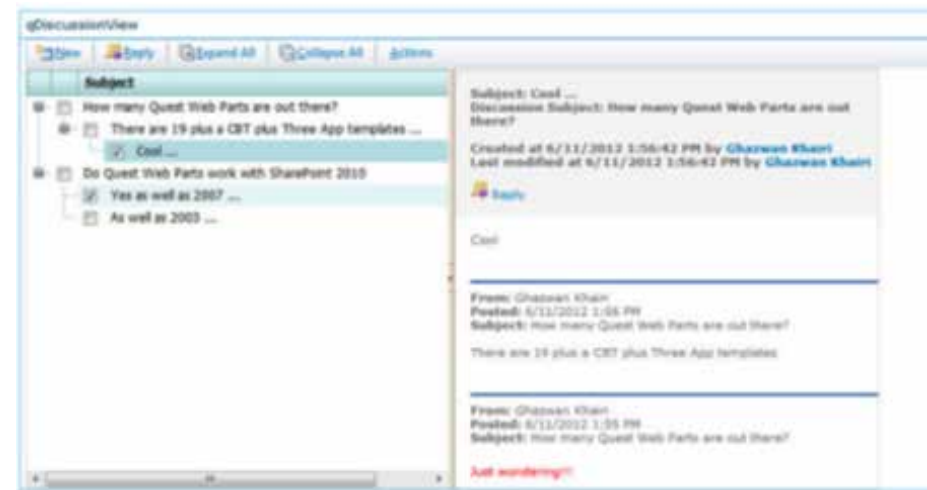 qDiscussionView
New Reply Expand All Collapse All Actions
Subject
How many Quest Web Parts are out there?
There are 19 plus a CBT plus Three App templates ...
Cool ...
Do Quest Web Parts work with SharePoint 2010
Yes as well as 2007 ...
As well as 2003 ...
Subject: Cool ...
Discussion Subject: How many Quest Web Parts are out
there?
Created at 6/11/2012 1:56:42 PM by Ghazwan Khairi
Last modified at 6/11/2012 1:56:42 PM by Ghazwan Khairi
Reply
Cool
From: Ghazwan Khairi
Posted: 6/11/2012 1:56 PM
Subject: How many Quest Web Parts are out there?
There are 19 plus a CBT plus Three App templates
From: Ghazwan Khairi
Posted: 6/11/2012 1:55 PM
Subject: How many Quest Web Parts are out there?
Just wondering!!